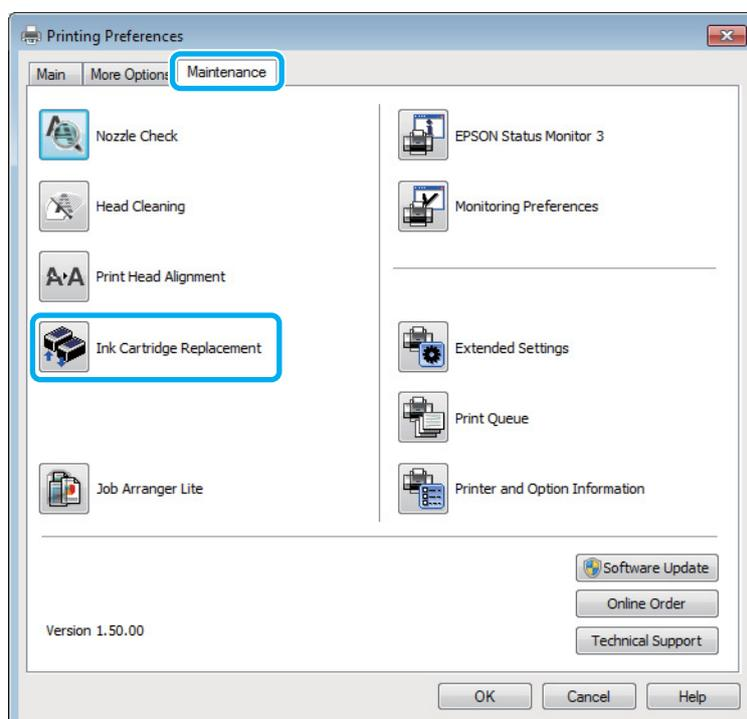 Printing Preferences
Main
More Options
Maintenance
Nozzle Check
Head Cleaning
A·A
Print Head Alignment
Ink Cartridge Replacement
Job Arranger Lite
EPSON Status Monitor 3
Monitoring Preferences
Extended Settings
Print Queue
Printer and Option Information
Software Update
Online Order
Version 1.50.00
Technical Support
OK
Cancel
Help